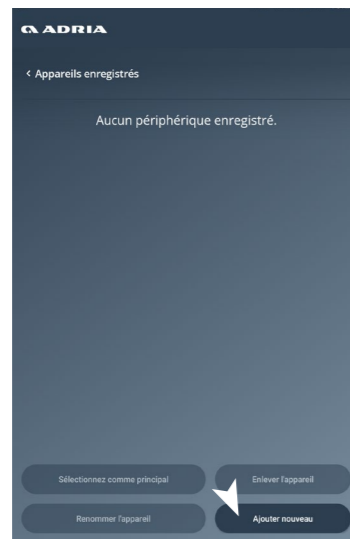 ADRIA
< Appareils enregistrés
Aucun périphérique enregistré.
Sélectionnez comme principal
Enlever l'appareil
Renommer l'appareil
Ajouter nouveau